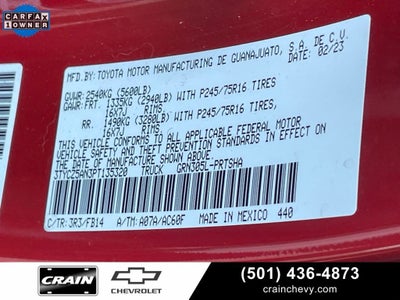 CARFAX
1 OWNER
MFD.BY: TOYOTA MOTOR MANUFACTURING DE GUANAJUATO, S.A. DE C.V.
02/23
GVWR: 2540KG (5600LB)
GAWR: FRT. 1335KG (2940LB) WITH P245/75R16 TIRES
16X7J RIMS,
RR. 1490KG (3280LB) WITH P245/75R16 TIRES,
16X7J RIMS,
THIS VEHICLE CONFORMS TO ALL APPLICABLE FEDERAL MOTOR
VEHICLE SAFETY AND BUMPER STANDARDS IN EFFECT ON
THE DATE OF MANUFACTURE SHOWN ABOVE.
3TYCZ5AN3PT135320 TRUCK GRN305L-PRTSHA
C/TR: 3R3/FB14 A/TM: A07A/AC60F MADE IN MEXICO 440
CRAIN
CHEVROLET
(501) 436-4873
crainchevy.com